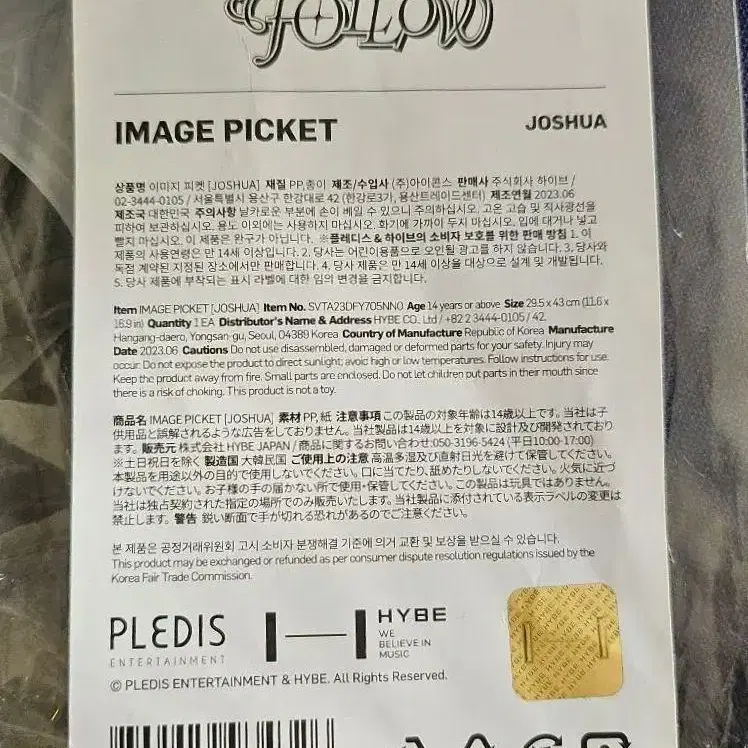 FOLLOW
IMAGE PICKET
JOSHUA
상품명 이미지 피켓 [JOSHUA] 재질 PP,종이 제조/수입사 (주)아이콘스 판매사 주식회사 하이브 /
02-3444-0105 / 서울특별시 용산구 한강대로 42 (한강로3가, 용산트레이드센터) 제조연월 2023.06
제조국 대한민국 주의사항 날카로운 부분에 손이 베일 수 있으니 주의하십시오. 고온 고습 및 직사광선을
피하여 보관하십시오. 용도 이외에는 사용하지 마십시오. 화기에 가까이 두지 마십시오. 입에 대거나 넣고
빨지 마십시오. 이 제품은 완구가 아닙니다. ※플레디스 & 하이브의 소비자 보호를 위한 판매 방침 1. 이
제품의 사용연령은 만 14세 이상입니다. 2. 당사는 어린이용품으로 오인될 광고를 하지 않습니다. 3. 당사와
독점 계약된 지정된 장소에서만 판매합니다. 4. 당사 제품은 만 14세 이상을 대상으로 설계 및 개발됩니다.
5. 당사 제품에 부착되는 표시 라벨에 대한 임의 변경을 금지합니다.
Item IMAGE PICKET [JOSHUA] Item No. SVTA23DFY705NNO Age 14 years or above Size 29.5 x 43 cm (11.6 x
16.9 in) Quantity 1 EA Distributor's Name & Address HYBE CO., Ltd / +82 2 3444-0105 / 42,
Hangang-daero, Yongsan-gu, Seoul, 04389 Korea Country of Manufacture Republic of Korea Manufacture
Date 2023.06 Cautions Do not use disassembled, damaged or deformed parts for your safety. Injury may
occur. Do not expose the product to direct sunlight; avoid high or low temperatures. Follow instructions for use.
Keep the product away from fire. Small parts are enclosed. Do not let children put parts in their mouth since
there is a risk of choking. This product is not a toy.
商品名 IMAGE PICKET [JOSHUA] 素材 PP, 紙 注意事項 この製品の対象年齢は14歳以上です。当社は子
供用品と誤解されるような広告をしておりません。当社製品は14歳以上を対象に設計及び開発されており
ます。販売元 株式会社 HYBE JAPAN / 商品に関するお問い合わせ:050-3196-5424 (平日10:00-17:00)
※土日祝日を除く 製造国 大韓民国 ご使用上の注意 高温多湿及び直射日光を避けて保管してください。
本製品を用途以外の目的で使用しないでください。口に当てたり、舐めたりしないでください。火気に近づ
けないでください。お子様の手の届かない所で使用・保管してください。この製品は玩具ではありません。
当社は独占契約された指定の場所でのみ販売いたします。当社製品に添付されている表示ラベルの変更は
禁止します。警告 鋭い断面で手が切れる恐れがあるのでご注意ください。
본 제품은 공정거래위원회 고시 소비자 분쟁해결 기준에 의거 교환 및 보상을 받으실 수 있습니다.
This product may be exchanged or refunded as per consumer dispute resolution regulations issued by the
Korea Fair Trade Commission.
PLEDIS
ENTERTAINMENT
HYBE
WE
BELIEVE IN
MUSIC
© PLEDIS ENTERTAINMENT & HYBE. All Rights Reserved.